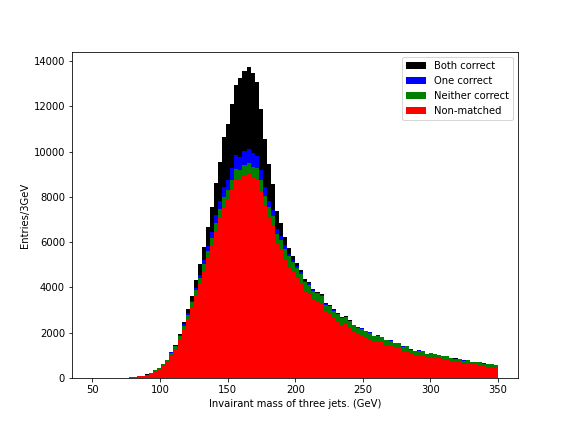 14000
12000
10000
8000
6000
4000
2000
0
Entries/3GeV
Both correct
One correct
Neither correct
Non-matched
50 100 150 200 250 300 350
Invairant mass of three jets. (GeV)